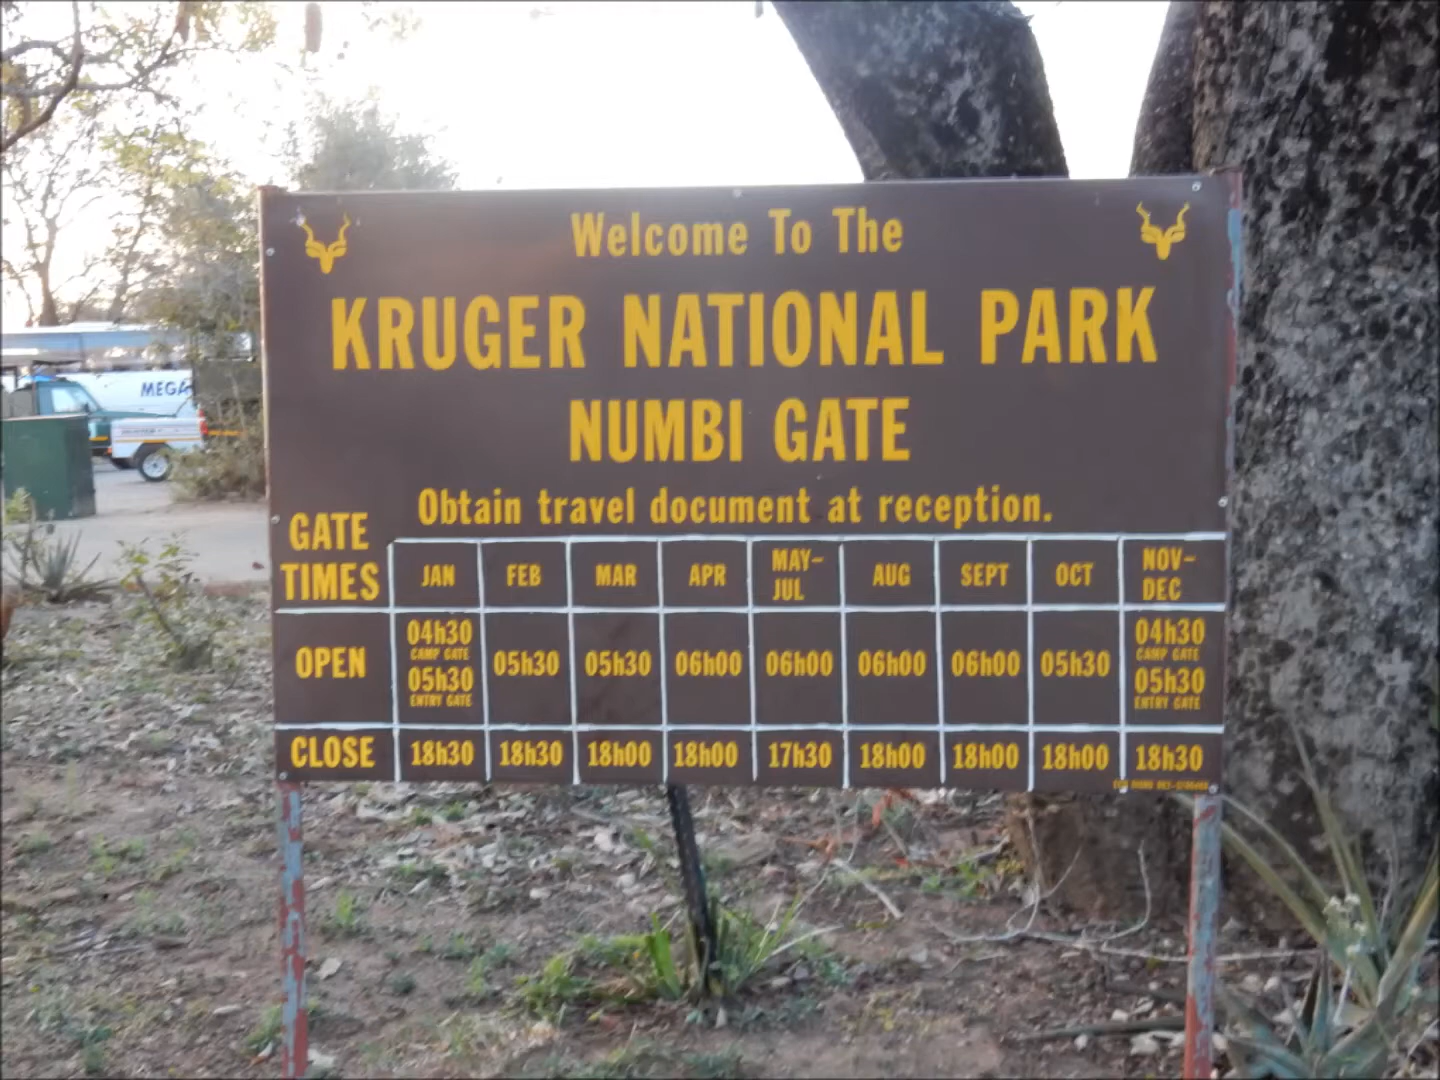 Welcome To The
KRUGER NATIONAL PARK
NUMBI GATE
Obtain travel document at reception.
GATE TIMES JAN FEB MAR APR MAY-JUL AUG SEPT OCT NOV-DEC
OPEN 04h30 CAMP GATE 05h30 ENTRY GATE 05h30 05h30 06h00 06h00 06h00 06h00 05h30 04h30 CAMP GATE 05h30 ENTRY GATE
CLOSE 18h30 18h30 18h00 18h00 17h30 18h00 18h00 18h00 18h30
MEGA